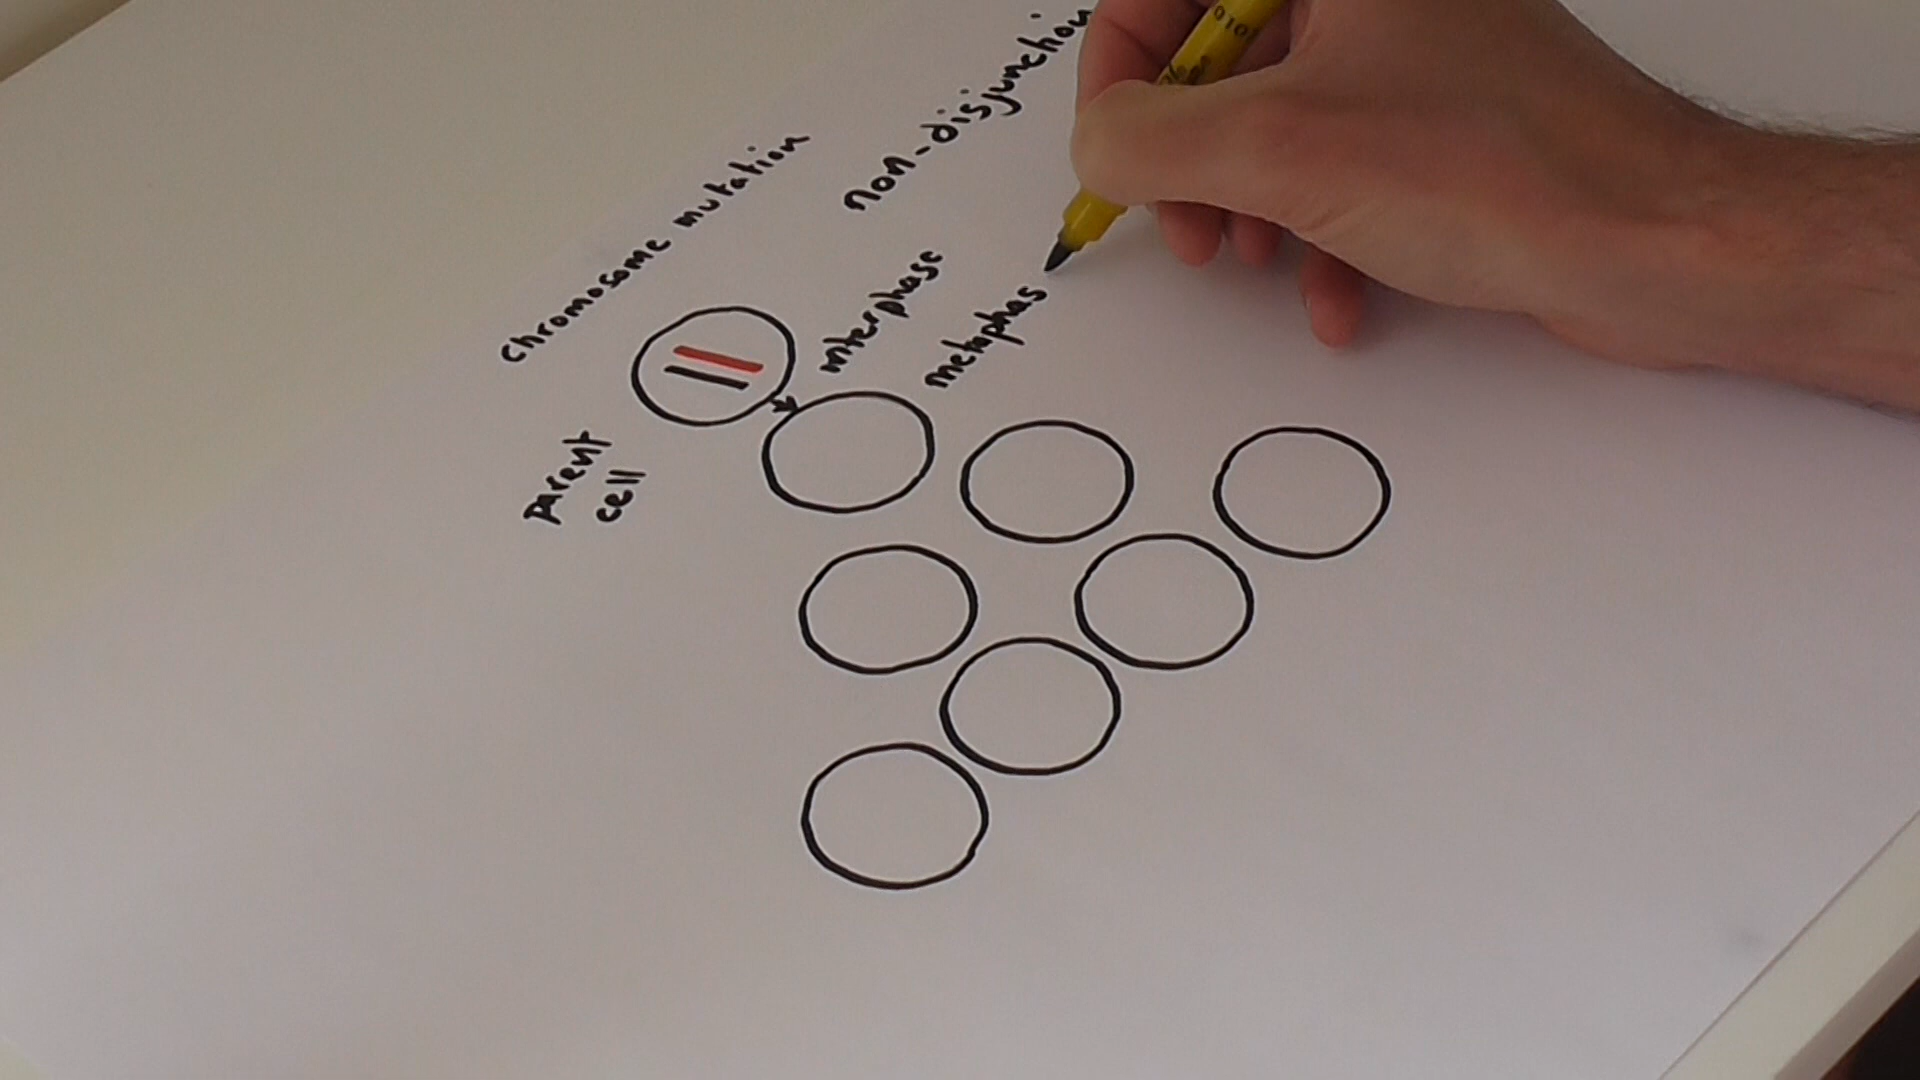 chromosome mutation
non-disjunction
interphase
metaphas
parent
cell